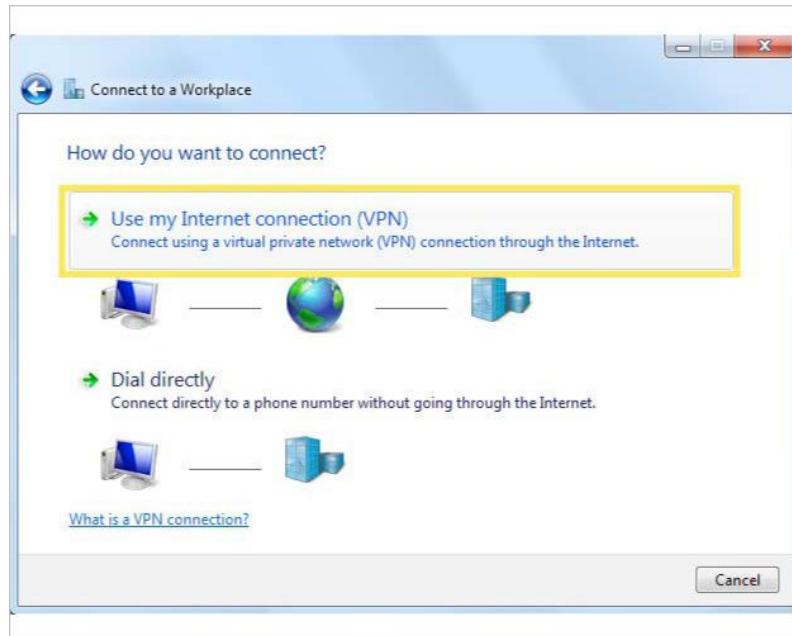 Connect to a Workplace
How do you want to connect?
Use my Internet connection (VPN)
Connect using a virtual private network (VPN) connection through the Internet.
Dial directly
Connect directly to a phone number without going through the Internet.
What is a VPN connection?
Cancel